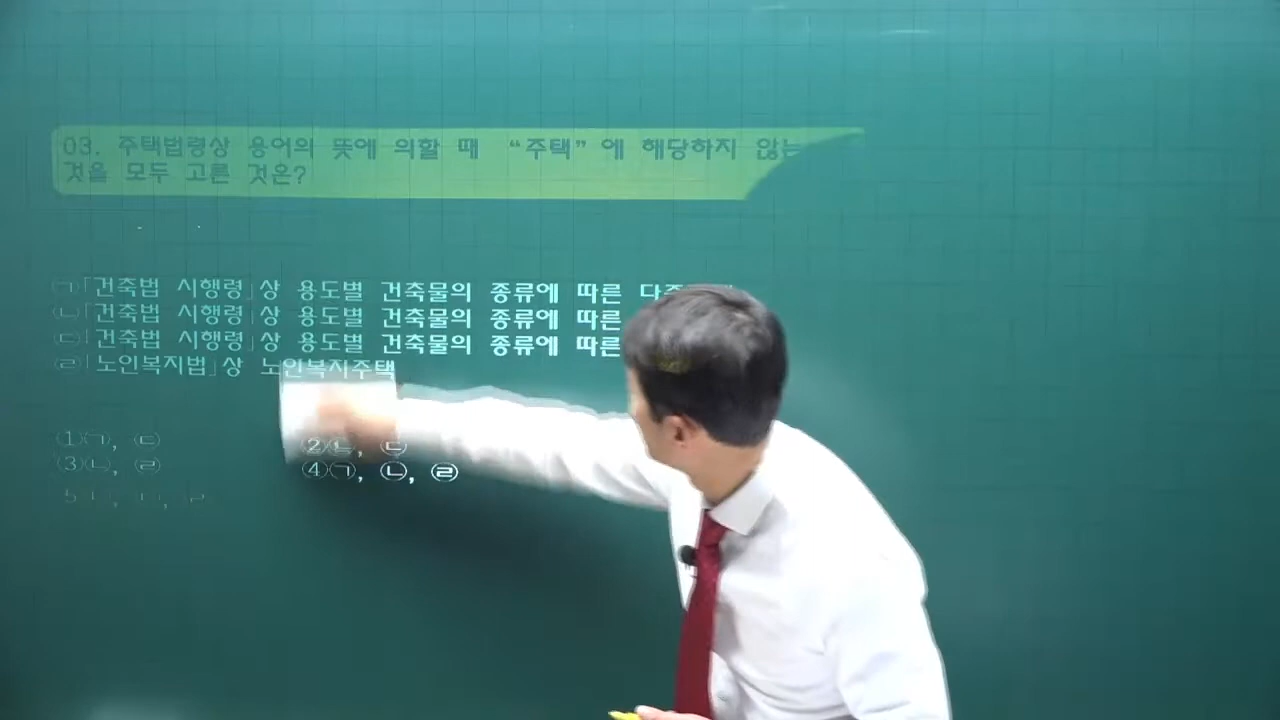 03. 주택법령상 용어의 뜻에 의할 때 “주택”에 해당하지 않는
것을 모두 고른 것은?
㉠「건축법 시행령」상 용도별 건축물의 종류에 따른
㉡「건축법 시행령」상 용도별 건축물의 종류에 따른
㉢「건축법 시행령」상 용도별 건축물의 종류에 따른
㉣「노인복지법」상 노인복지주택
①㉠, ㉢
②㉡, ㉢
③㉡, ㉣
④㉠, ㉡, ㉣